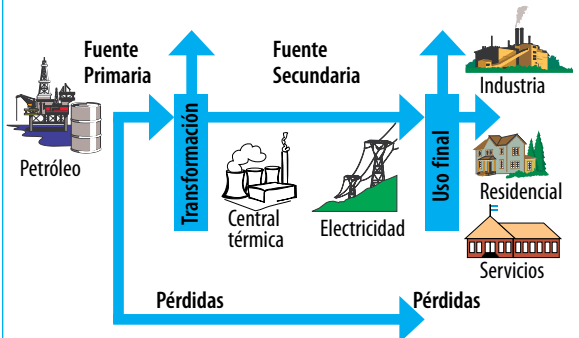 Fuente
Primaria
Fuente
Secundaria
Industria
Petróleo
Transformación
Central
térmica
Electricidad
Uso final
Residencial
Servicios
Pérdidas
Pérdidas